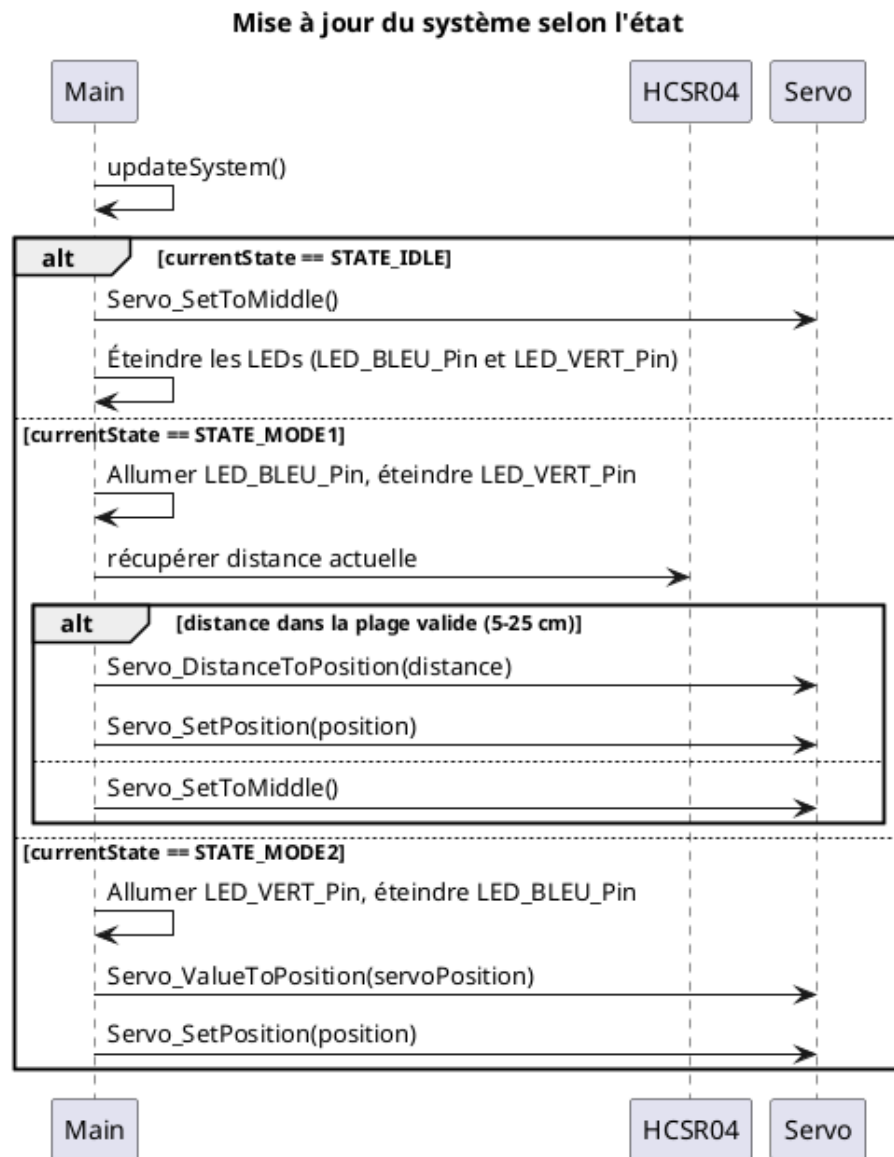 Mise à jour du système selon l'état
Main HCSR04 Servo
updateSystem()
alt [currentState == STATE_IDLE]
Servo_SetToMiddle()
Éteindre les LEDs (LED_BLEU_Pin et LED_VERT_Pin)
[currentState == STATE_MODE1]
Allumer LED_BLEU_Pin, éteindre LED_VERT_Pin
récupérer distance actuelle
alt [distance dans la plage valide (5-25 cm)]
Servo_DistanceToPosition(distance)
Servo_SetPosition(position)
Servo_SetToMiddle()
[currentState == STATE_MODE2]
Allumer LED_VERT_Pin, éteindre LED_BLEU_Pin
Servo_ValueToPosition(servoPosition)
Servo_SetPosition(position)
Main HCSR04 Servo